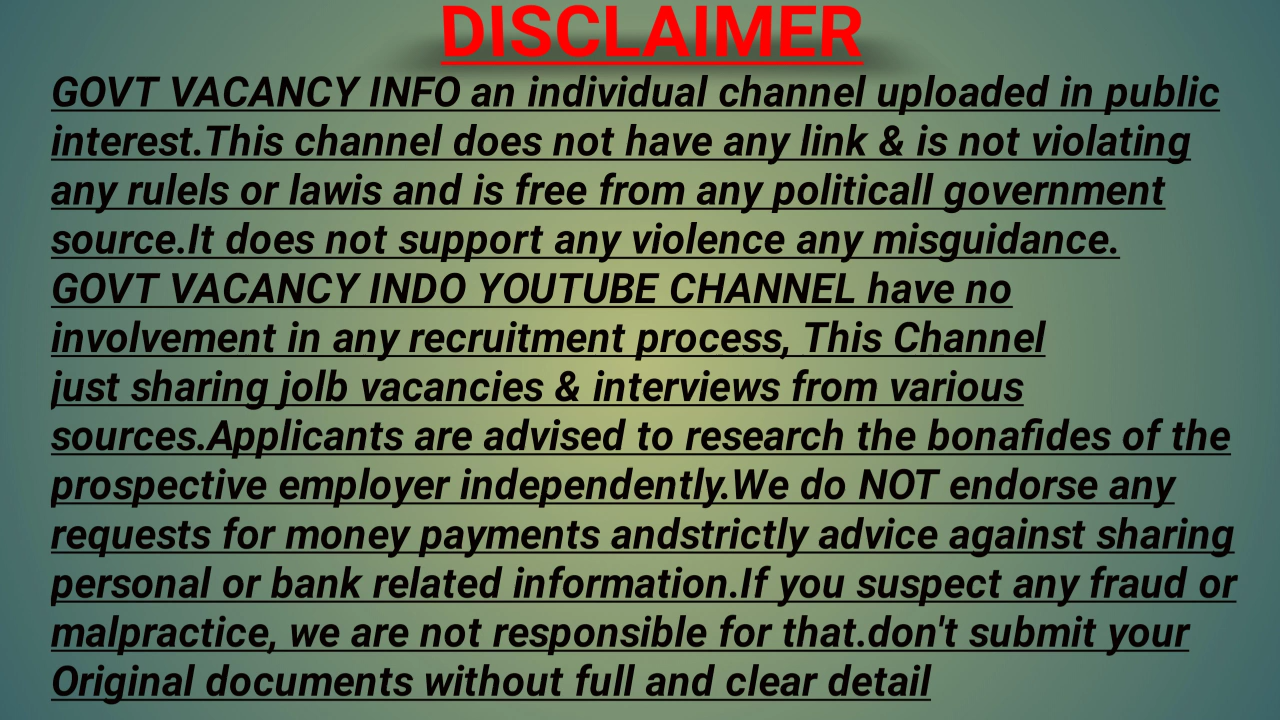 DISCLAIMER
GOVT VACANCY INFO an individual channel uploaded in public
interest.This channel does not have any link & is not violating
any rulels or lawis and is free from any politicall government
source.It does not support any violence any misguidance.
GOVT VACANCY INDO YOUTUBE CHANNEL have no
involvement in any recruitment process, This Channel
just sharing jolb vacancies & interviews from various
sources.Applicants are advised to research the bonafides of the
prospective employer independently.We do NOT endorse any
requests for money payments andstrictly advice against sharing
personal or bank related information.If you suspect any fraud or
malpractice, we are not responsible for that.don't submit your
Original documents without full and clear detail